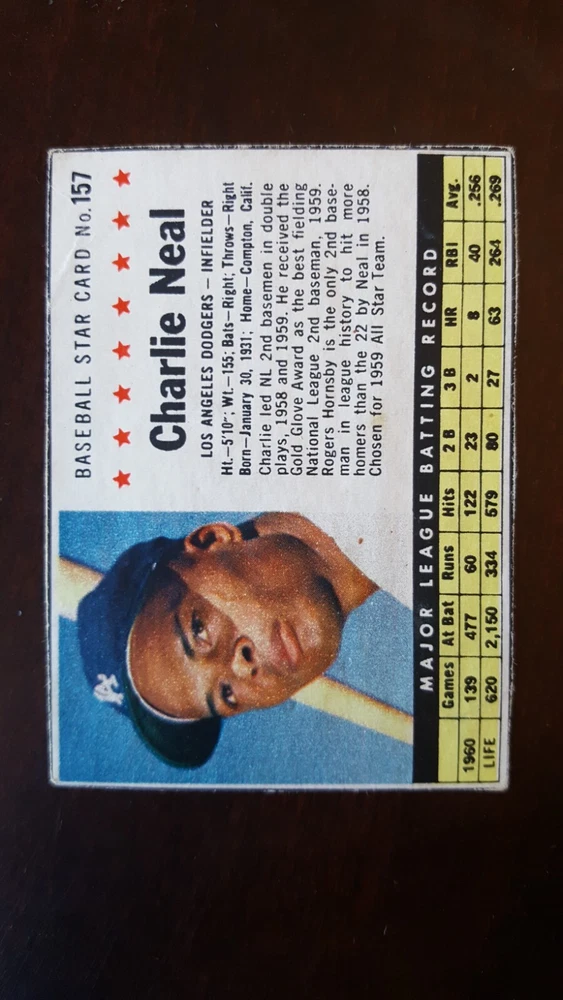 BASEBALL STAR CARD No. 157
Charlie Neal
LOS ANGELES DODGERS — INFIELDER
Ht.—5'10"; Wt.—155; Bats—Right; Throws—Right
Born—January 30, 1931; Home—Compton, Calif.
Charlie led NL 2nd basemen in double
plays, 1958 and 1959. He received the
Gold Glove Award as the best fielding
National League 2nd baseman, 1959.
Rogers Hornsby is the only 2nd base-
man in league history to hit more
homers than the 22 by Neal in 1958.
Chosen for 1959 All Star Team.
LA
MAJOR LEAGUE BATTING RECORD
Games At Bat Runs Hits 2 B 3 B HR RBI Avg.
1960 139 477 60 122 23 2 8 40 .256
LIFE 620 2,150 334 579 80 27 63 264 .269